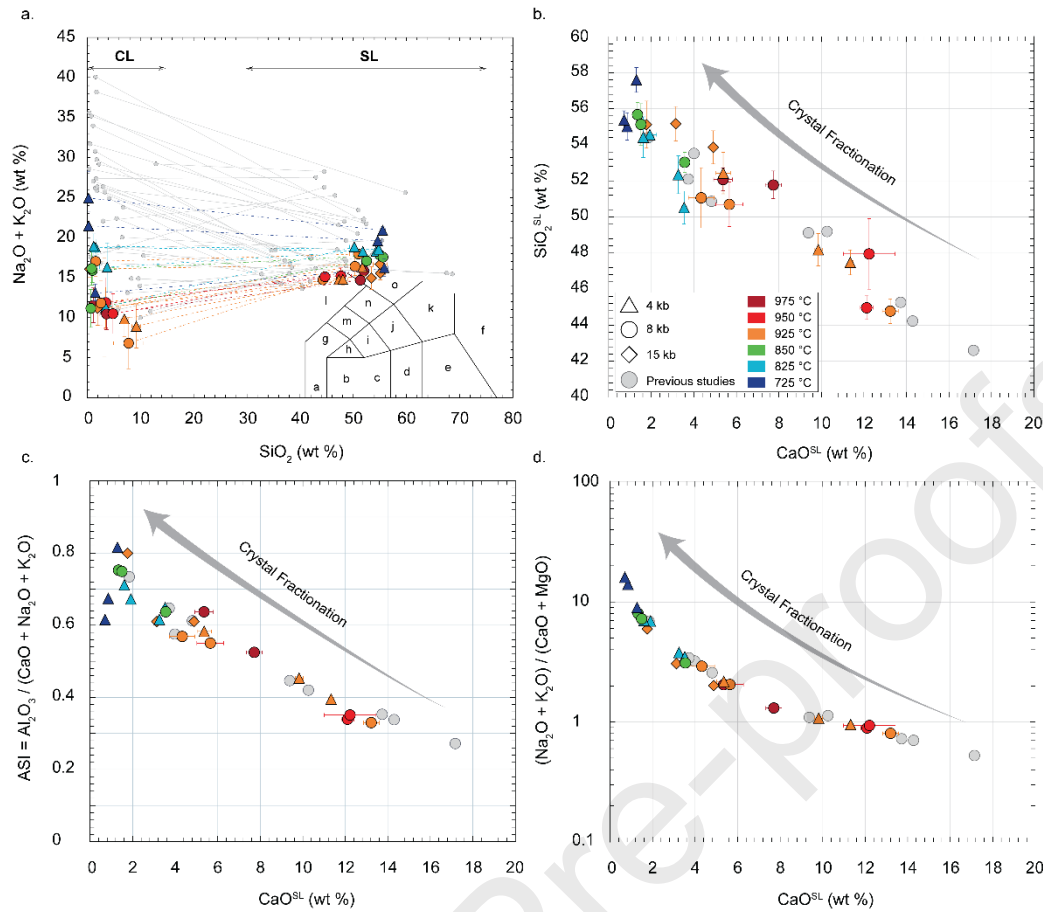 a.
45
40
35
30
25
20
15
10
5
0
Na₂O + K₂O (wt %)
CL
SL
o
n
l
k
m
j
g
i
f
h
a
b
c
d
e
0 10 20 30 40 50 60 70 80
SiO₂ (wt %)
b.
60
58
56
54
52
50
48
46
44
42
40
SiO₂ˢᴸ (wt %)
Crystal Fractionation
4 kb
8 kb
15 kb
Previous studies
975 °C
950 °C
925 °C
850 °C
825 °C
725 °C
0 2 4 6 8 10 12 14 16 18 20
CaOˢᴸ (wt %)
c.
1
0.8
0.6
0.4
0.2
0
ASI = Al₂O₃ / (CaO + Na₂O + K₂O)
Crystal Fractionation
0 2 4 6 8 10 12 14 16 18 20
CaOˢᴸ (wt %)
d.
100
10
1
0.1
(Na₂O + K₂O) / (CaO + MgO)
Crystal Fractionation
0 2 4 6 8 10 12 14 16 18 20
CaOˢᴸ (wt %)
Pre-proofs